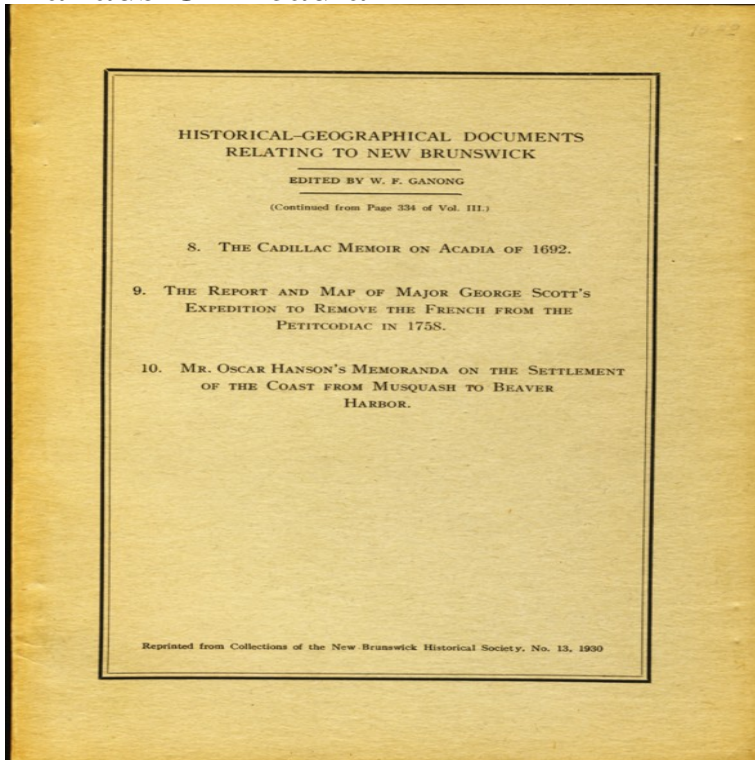 HISTORICAL–GEOGRAPHICAL DOCUMENTS
RELATING TO NEW BRUNSWICK
EDITED BY W. F. GANONG
(Continued from Page 334 of Vol. III.)
8. THE CADILLAC MEMOIR ON ACADIA OF 1692.
9. THE REPORT AND MAP OF MAJOR GEORGE SCOTT'S
EXPEDITION TO REMOVE THE FRENCH FROM THE
PETITCODIAC IN 1758.
10. MR. OSCAR HANSON'S MEMORANDA ON THE SETTLEMENT
OF THE COAST FROM MUSQUASH TO BEAVER
HARBOR.
Reprinted from Collections of the New Brunswick Historical Society, No. 13, 1930